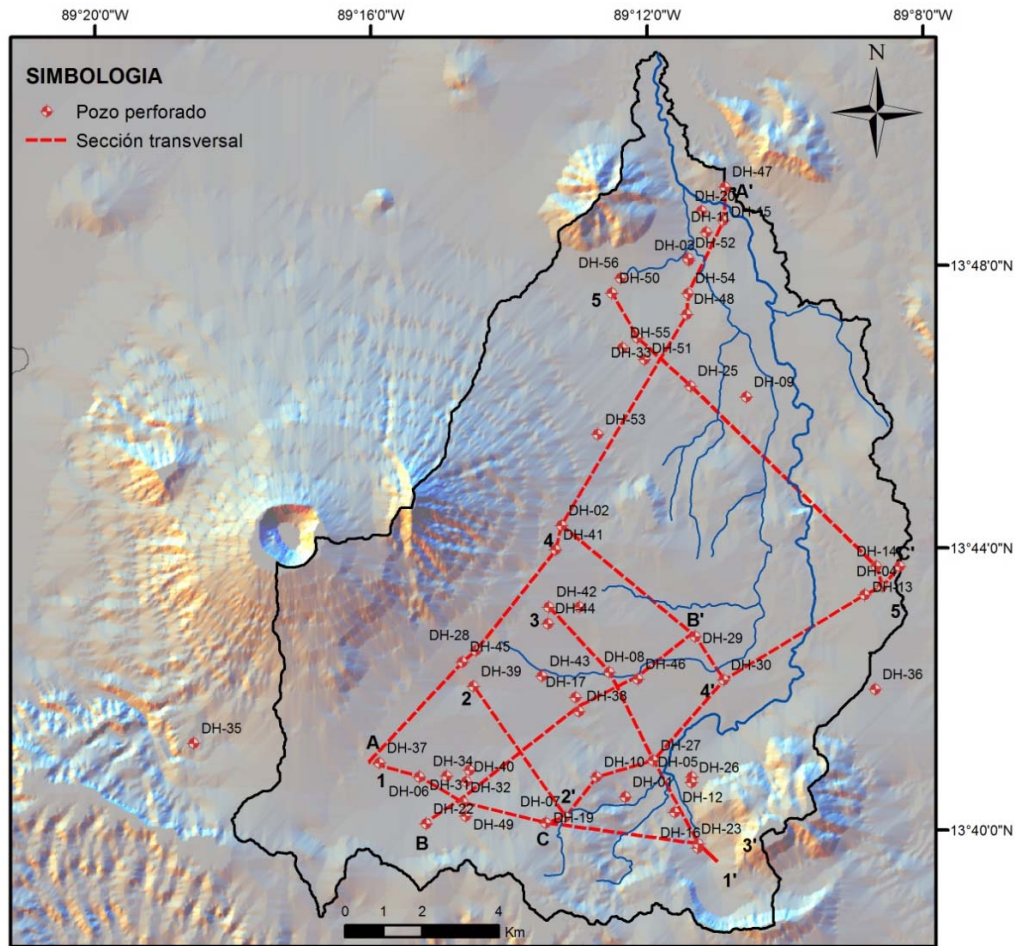 89°20'0"W
89°16'0"W
89°12'0"W
89°8'0"W
SIMBOLOGIA
Pozo perforado
Sección transversal
N
DH-47
DH-20
A'
DH-11
DH-15
DH-03
DH-52
13°48'0"N
DH-56
DH-50
DH-54
5
DH-48
DH-55
DH-33
DH-51
DH-25
DH-09
DH-53
DH-02
4
DH-41
13°44'0"N
DH-14
C'
DH-04
DH-13
5'
DH-42
DH-44
3
B'
DH-29
DH-28
DH-45
DH-39
DH-43
DH-08
DH-46
DH-30
DH-17
2
4'
DH-36
DH-38
DH-35
A
DH-37
1
DH-34
DH-40
DH-10
DH-27
DH-05
DH-26
DH-06
DH-31
DH-32
DH-01
DH-12
DH-22
DH-07
2'
DH-49
DH-19
DH-16
DH-23
13°40'0"N
B
C
3'
1'
0
1
2
4
Km